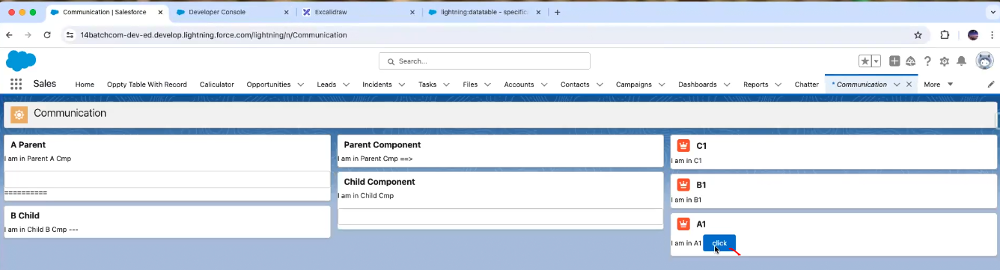 Communication | Salesforce
Developer Console
Excalidraw
lightning:datatable - specific
14batchcom-dev-ed.develop.lightning.force.com/lightning/n/Communication
Search...
Sales
Home
Oppty Table With Record
Calculator
Opportunities
Leads
Incidents
Tasks
Files
Accounts
Contacts
Campaigns
Dashboards
Reports
Chatter
* Communication
More
Communication
A Parent
I am in Parent A Cmp
==========
B Child
I am in Child B Cmp ---
Parent Component
I am in Parent Cmp ==>
Child Component
I am in Child Cmp
C1
I am in C1
B1
I am in B1
A1
I am in A1 click